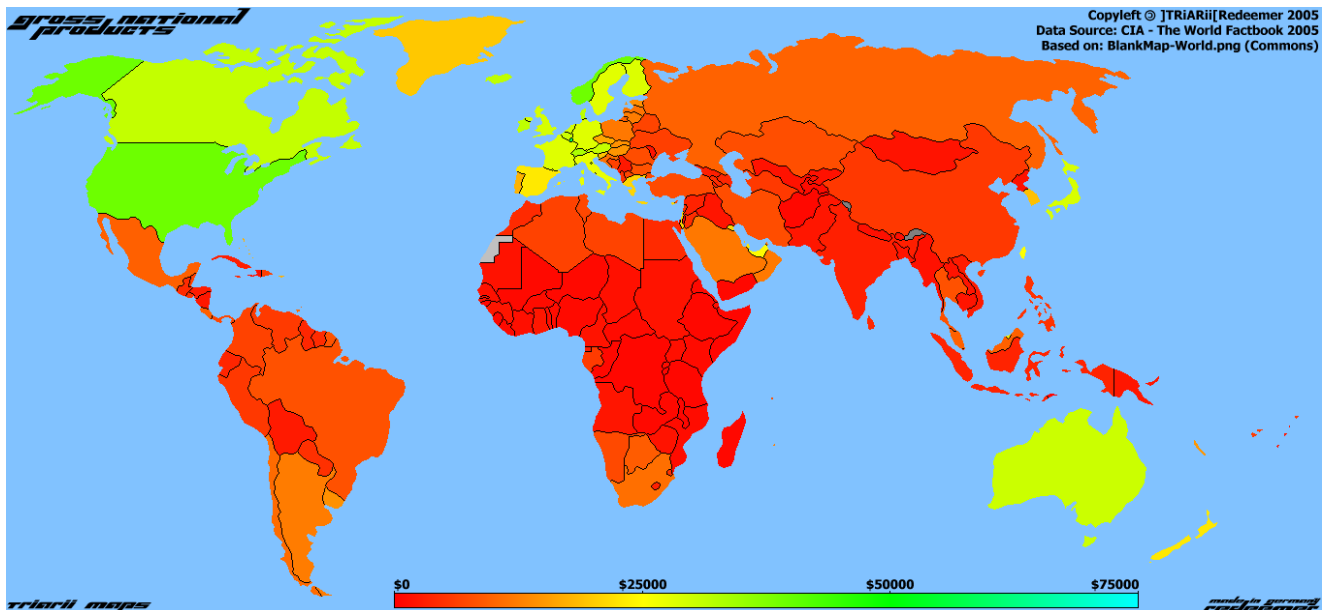 gross national
products
Copyleft ]TRiARii[Redeemer 2005
Data Source: CIA - The World Factbook 2005
Based on: BlankMap-World.png (Commons)
$0 $25000 $50000 $75000
triarii maps
made in germany
redeemer